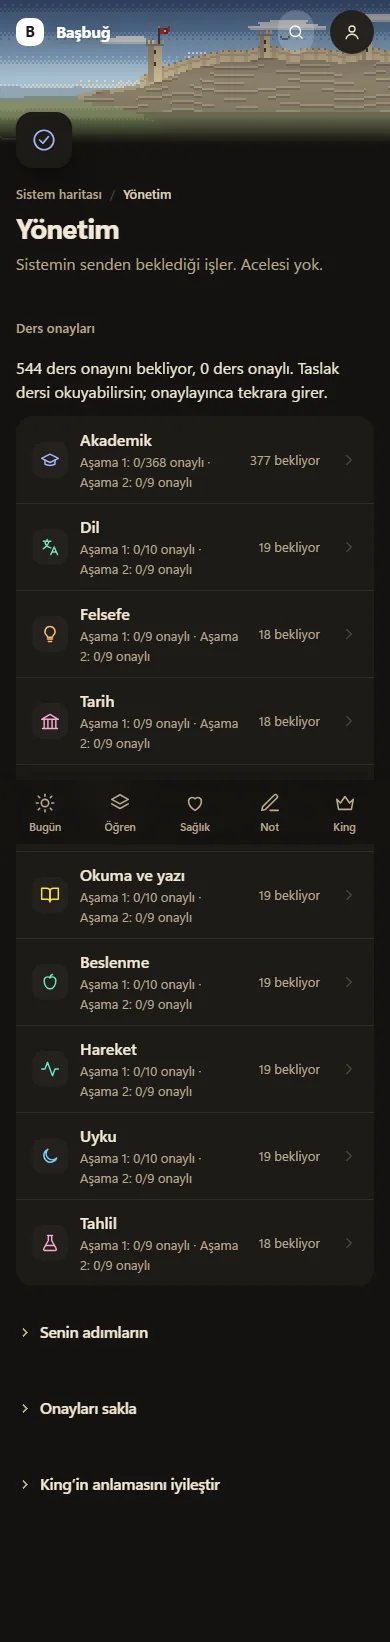 B Başbuğ
Sistem haritası / Yönetim
Yönetim
Sistemin senden beklediği işler. Acelesi yok.
Ders onayları
544 ders onayını bekliyor, 0 ders onaylı. Taslak
dersi okuyabilirsin; onaylayınca tekrara girer.
Akademik
Aşama 1: 0/368 onaylı ·
Aşama 2: 0/9 onaylı
377 bekliyor
Dil
Aşama 1: 0/10 onaylı ·
Aşama 2: 0/9 onaylı
19 bekliyor
Felsefe
Aşama 1: 0/9 onaylı · Aşama
2: 0/9 onaylı
18 bekliyor
Tarih
Aşama 1: 0/9 onaylı · Aşama
2: 0/9 onaylı
18 bekliyor
Bugün
Öğren
Sağlık
Not
King
Okuma ve yazı
Aşama 1: 0/10 onaylı ·
Aşama 2: 0/9 onaylı
19 bekliyor
Beslenme
Aşama 1: 0/10 onaylı ·
Aşama 2: 0/9 onaylı
19 bekliyor
Hareket
Aşama 1: 0/10 onaylı ·
Aşama 2: 0/9 onaylı
19 bekliyor
Uyku
Aşama 1: 0/10 onaylı ·
Aşama 2: 0/9 onaylı
19 bekliyor
Tahlil
Aşama 1: 0/9 onaylı · Aşama
2: 0/9 onaylı
18 bekliyor
Senin adımların
Onayları sakla
King'in anlamasını iyileştir